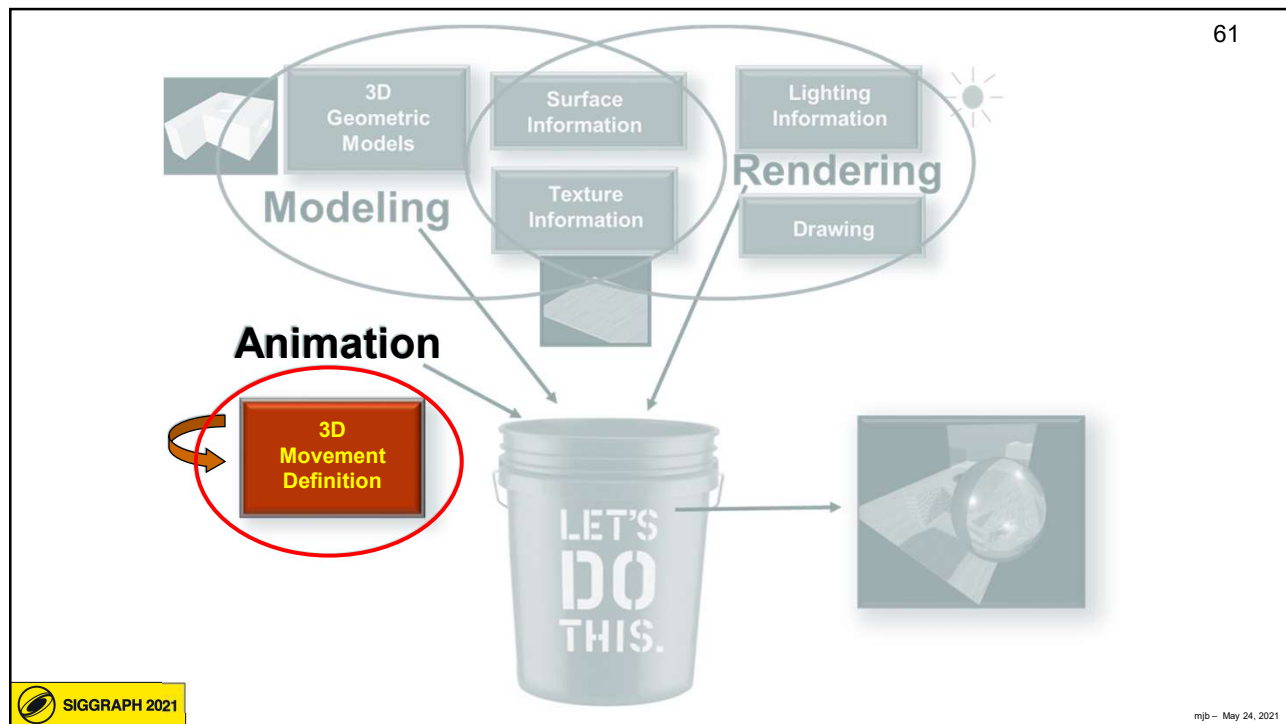 61
3D
Geometric
Models
Surface
Information
Lighting
Information
Modeling
Texture
Information
Rendering
Drawing
Animation
3D
Movement
Definition
LET'S
DO
THIS.
SIGGRAPH 2021
mjb – May 24, 2021